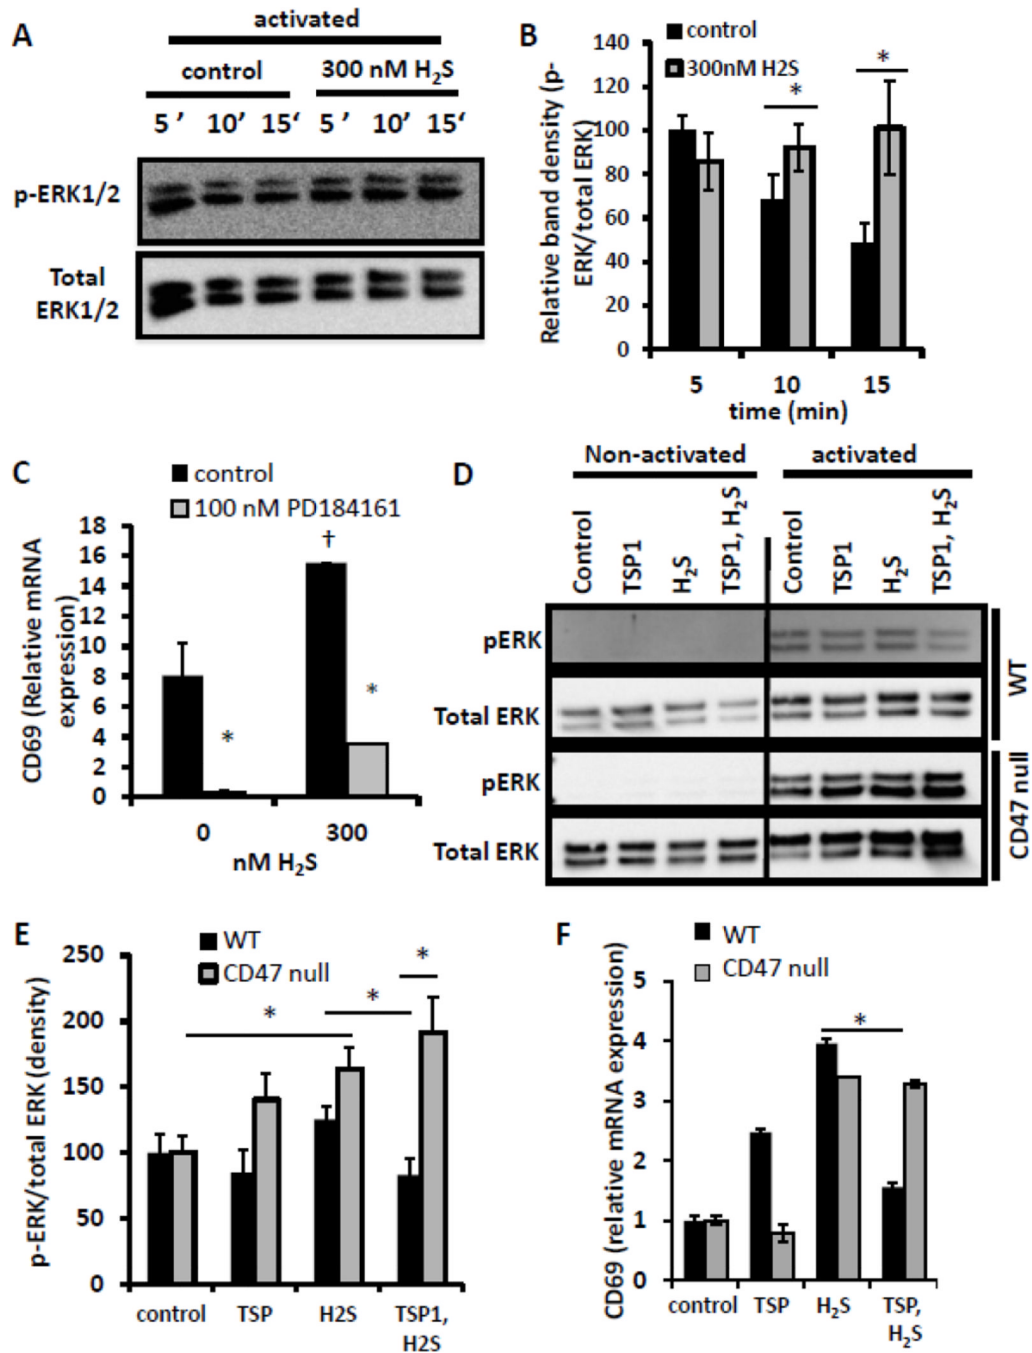 A
activated
control
300 nM H₂S
5 ’ 10’ 15‘ 5 ’ 10’ 15‘
p-ERK1/2
Total
ERK1/2
B
control
300nM H2S
Relative band density (p-
ERK/total ERK)
140
120
100
80
60
40
20
0
*
*
5 10 15
time (min)
C
control
100 nM PD184161
CD69 (Relative mRNA
expression)
18
16
14
12
10
8
6
4
2
0
*
†
*
0 300
nM H₂S
D
Non-activated
activated
Control
TSP1
H₂S
TSP1, H₂S
Control
TSP1
H₂S
TSP1, H₂S
pERK
Total ERK
WT
pERK
Total ERK
CD47 null
E
WT
CD47 null
p-ERK/total ERK (density)
250
200
150
100
50
0
*
*
*
control TSP H2S TSP1,
H2S
F
WT
CD47 null
CD69 (relative mRNA expression)
5
4
3
2
1
0
*
control TSP H₂S TSP,
H₂S